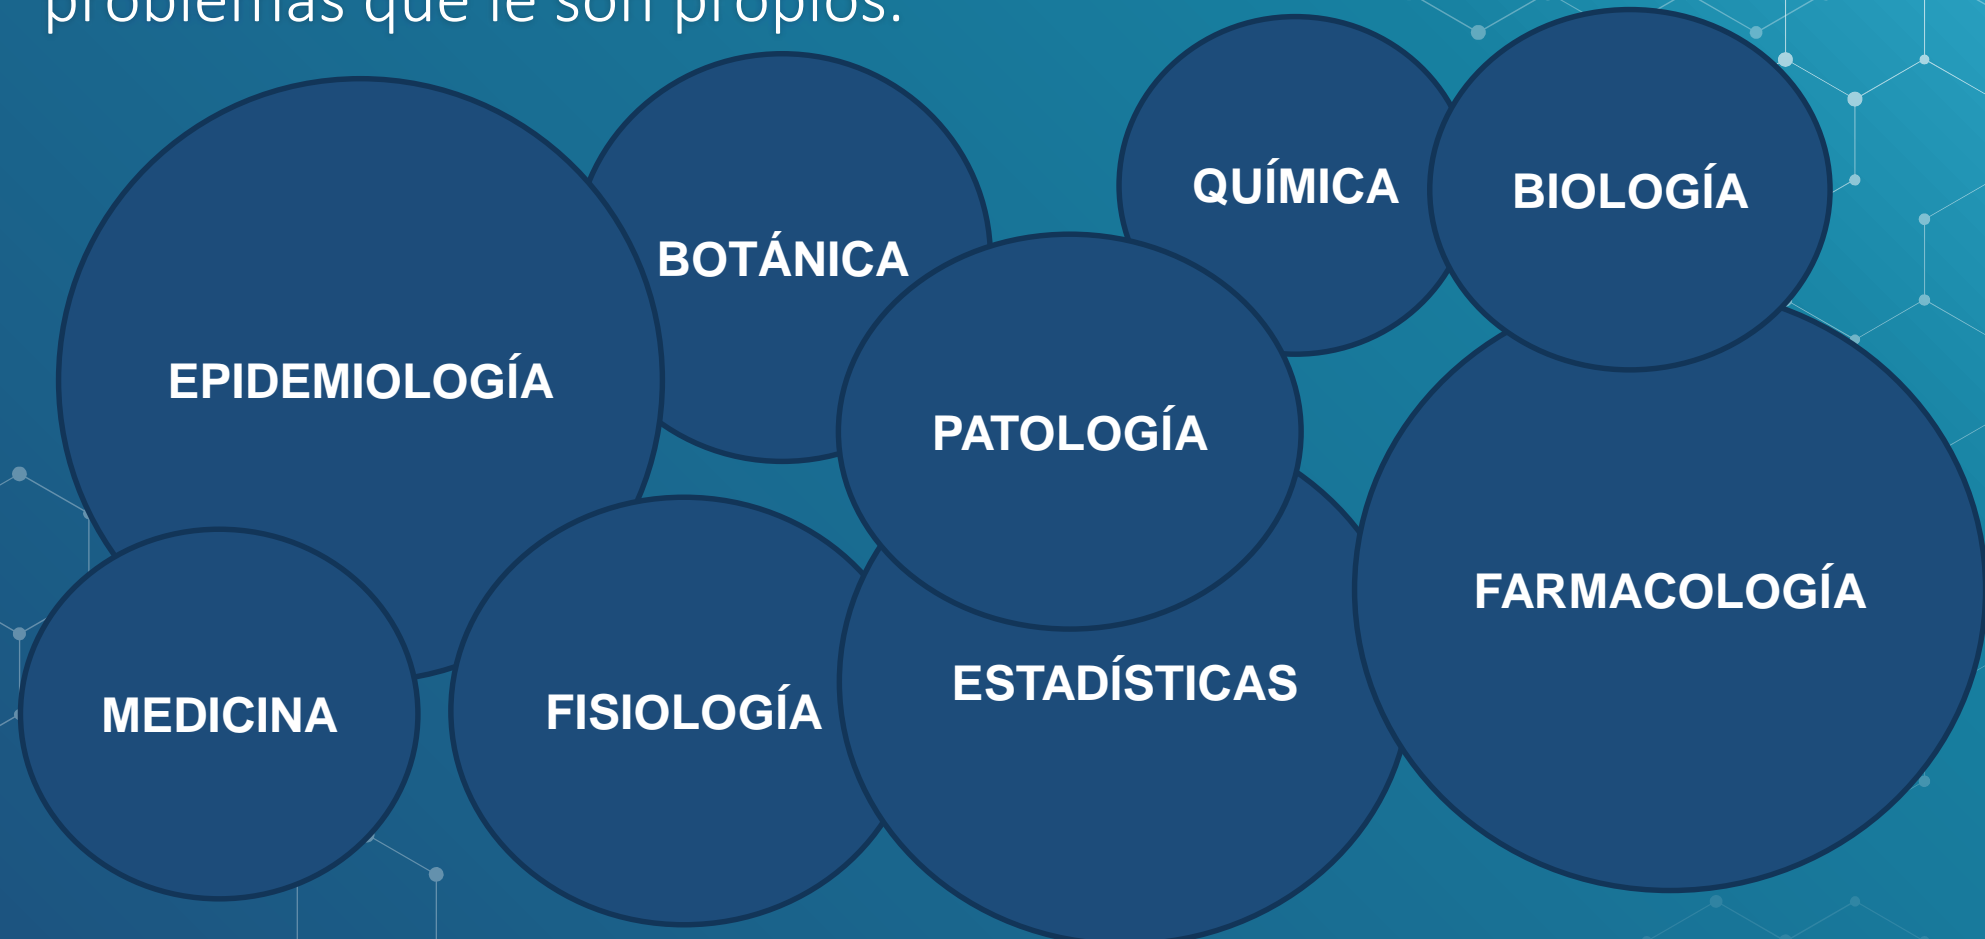 problemas que le son propios.
BOTÁNICA
QUÍMICA
BIOLOGÍA
EPIDEMIOLOGÍA
PATOLOGÍA
FARMACOLOGÍA
MEDICINA
FISIOLOGÍA
ESTADÍSTICAS